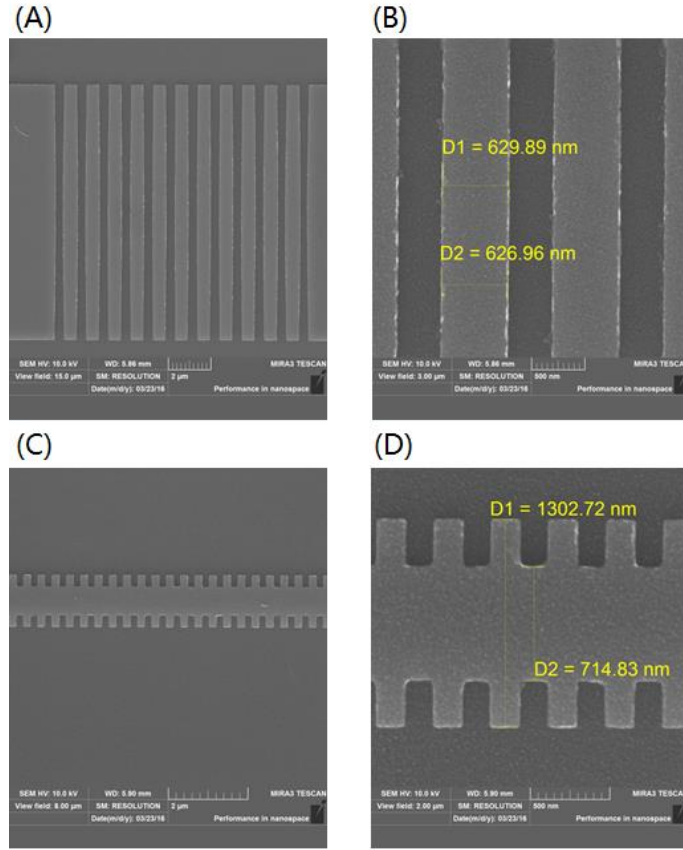 (A)
SEM HV: 10.0 kV WD: 5.86 mm MIRA3 TESCAN
View field: 15.0 µm SM: RESOLUTION 2 µm
Date(m/d/y): 03/23/16 Performance in nanospace
(B)
D1 = 629.89 nm
D2 = 626.96 nm
SEM HV: 10.0 kV WD: 5.86 mm MIRA3 TESCAN
View field: 3.00 µm SM: RESOLUTION 500 nm
Date(m/d/y): 03/23/16 Performance in nanospace
(C)
SEM HV: 10.0 kV WD: 5.90 mm MIRA3 TESCAN
View field: 8.00 µm SM: RESOLUTION 2 µm
Date(m/d/y): 03/23/16 Performance in nanospace
(D)
D1 = 1302.72 nm
D2 = 714.83 nm
SEM HV: 10.0 kV WD: 5.90 mm MIRA3 TESCAN
View field: 2.00 µm SM: RESOLUTION 500 nm
Date(m/d/y): 03/23/16 Performance in nanospace